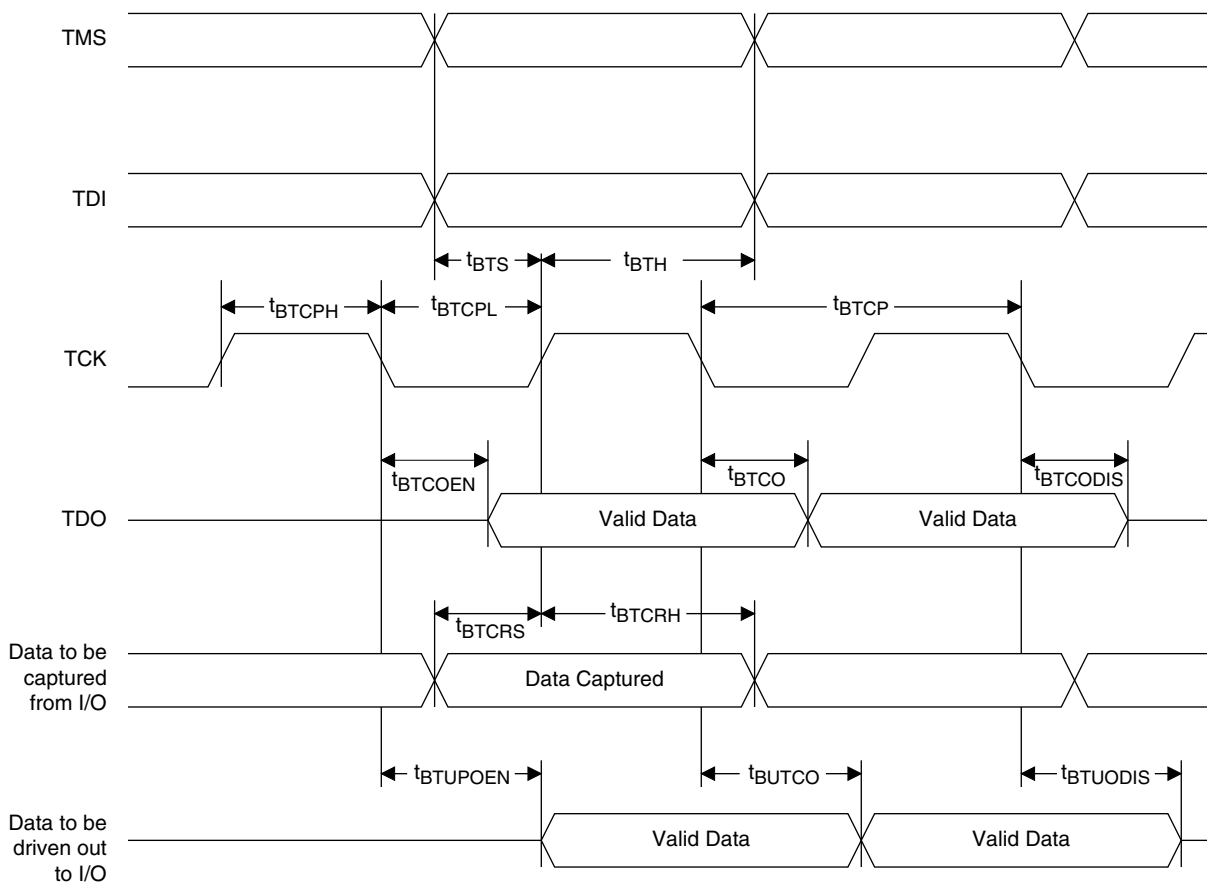 TMS
TDI
tBTS
tBTH
tBTCPH
tBTCPL
tBTCP
TCK
tBTCOEN
tBTCO
tBTCODIS
TDO
Valid Data
Valid Data
tBTCRS
tBTCRH
Data to be
captured
from I/O
Data Captured
tBTUPOEN
tBUTCO
tBTUODIS
Data to be
driven out
to I/O
Valid Data
Valid Data